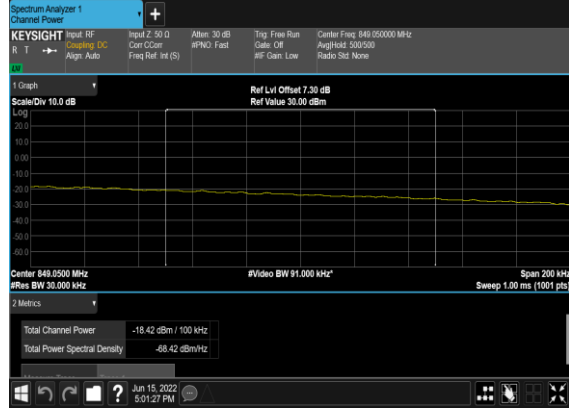 Spectrum Analyzer 1
Channel Power
+
KEYSIGHT
R T
LV
Input: RF
Coupling: DC
Align: Auto
Input Z: 50 Ω
Corr CCorr
Freq Ref: Int (S)
Atten: 30 dB
#PNO: Fast
Trig: Free Run
Gate: Off
#IF Gain: Low
Center Freq: 849.050000 MHz
Avg|Hold: 500/500
Radio Std: None
1 Graph
Scale/Div 10.0 dB
Ref Lvl Offset 7.30 dB
Ref Value 30.00 dBm
Log
20.0
10.0
0.00
-10.0
-20.0
-30.0
-40.0
-50.0
-60.0
Center 849.0500 MHz
#Res BW 30.000 kHz
#Video BW 91.000 kHz*
Span 200 kHz
Sweep 1.00 ms (1001 pts)
2 Metrics
Total Channel Power -18.42 dBm / 100 kHz
Total Power Spectral Density -68.42 dBm/Hz
?
Jun 15, 2022
5:01:27 PM